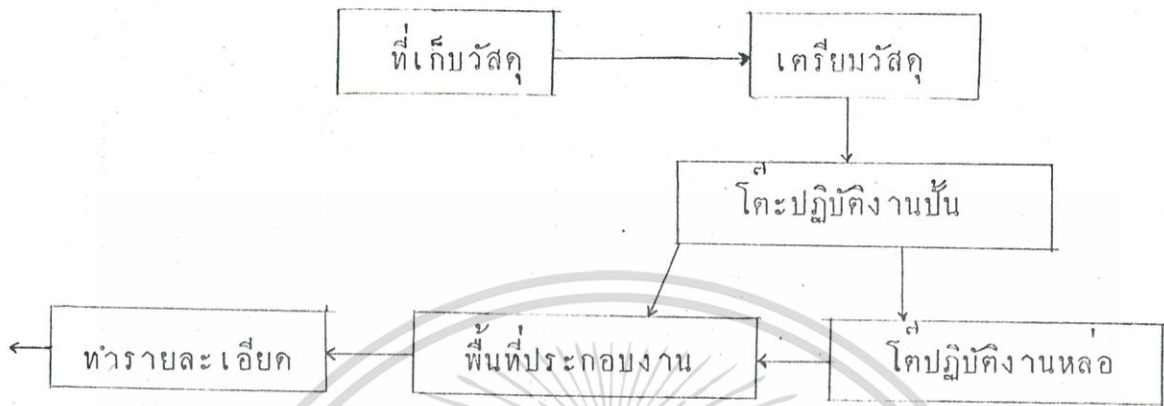 ที่เก็บวัสดุ
เตรียมวัสดุ
โต๊ะปฏิบัติงานปั้น
ทำรายละเอียด
พื้นที่ประกอบงาน
โต๊ปฏิบัติงานหล่อ